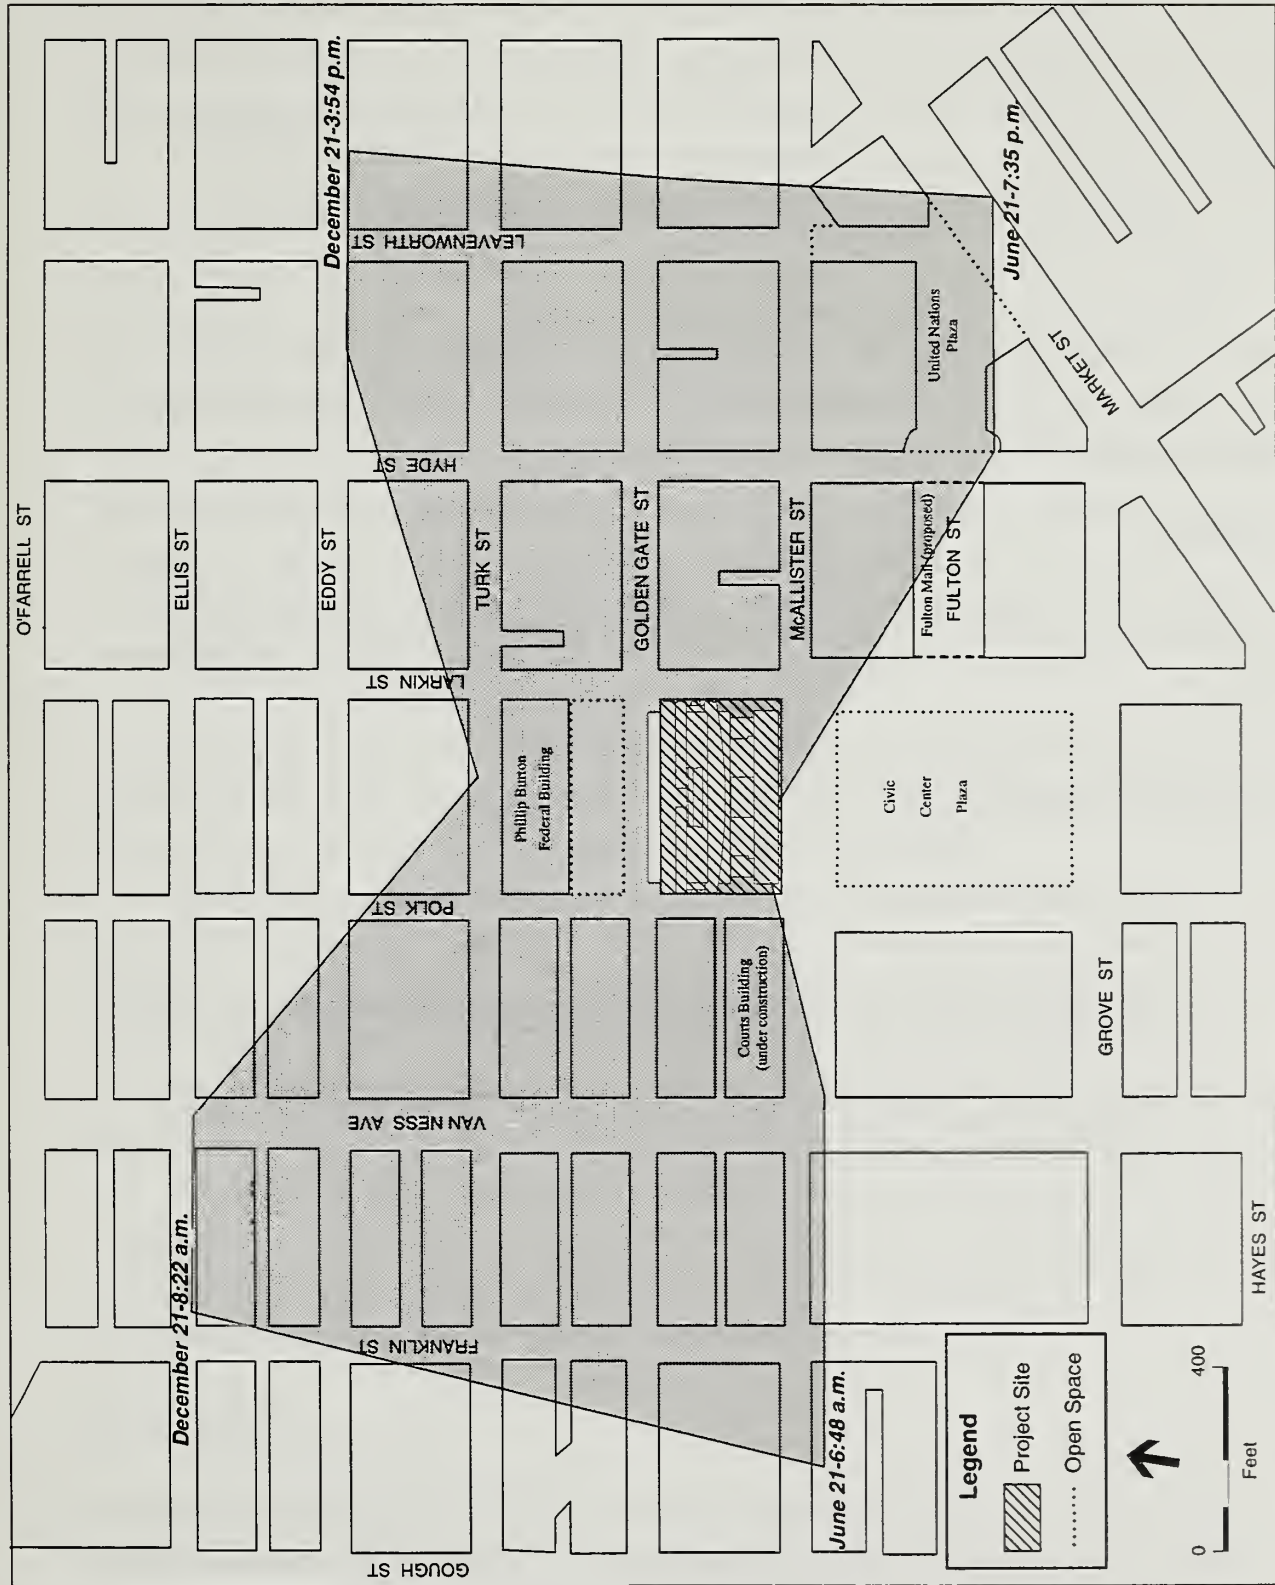 O'FARRELL ST
ELLIS ST
EDDY ST
TURK ST
GOLDEN GATE ST
McALLISTER ST
Fulton Mall (proposed)
FULTON ST
GROVE ST
HAYES ST
MARKET ST
LEAVENWORTH ST
HYDE ST
LARKIN ST
POLK ST
VAN NESS AVE
FRANKLIN ST
GOUGH ST
December 21-3:54 p.m.
June 21-7:35 p.m.
December 21-8:22 a.m.
June 21-6:48 a.m.
United Nations
Plaza
Phillip Burton
Federal Building
Civic
Center
Plaza
Courts Building
(under construction)
Legend
Project Site
Open Space
0
400
Feet